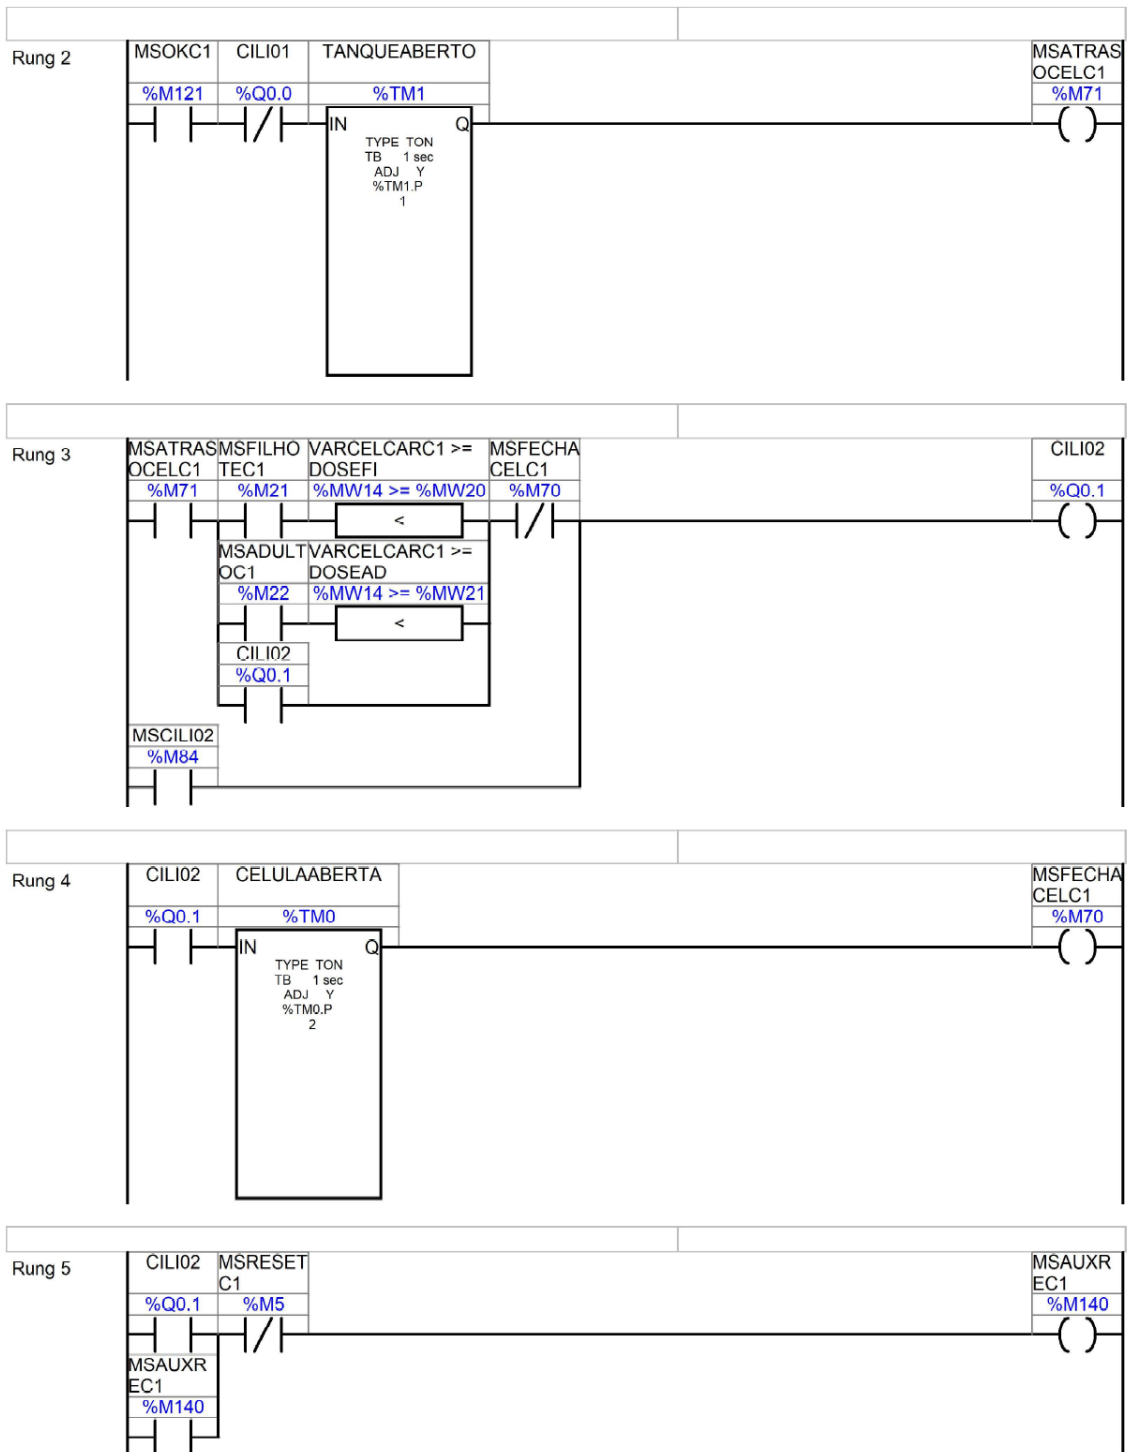 Rung 2
MSOKC1 CILI01 TANQUEABERTO MSATRAS
OCELC1
%M121 %Q0.0 %TM1 %M71
IN Q
TYPE TON
TB 1 sec
ADJ Y
%TM1.P
1
Rung 3
MSATRAS MSFILHO VARCELCARC1 >= MSFECHA CILI02
OCELC1 TEC1 DOSEFI CELC1
%M71 %M21 %MW14 >= %MW20 %M70 %Q0.1
<
MSADULT VARCELCARC1 >=
OC1 DOSEAD
%M22 %MW14 >= %MW21
<
CILI02
%Q0.1
MSCILI02
%M84
Rung 4
CILI02 CELULAABERTA MSFECHA
CELC1
%Q0.1 %TM0 %M70
IN Q
TYPE TON
TB 1 sec
ADJ Y
%TM0.P
2
Rung 5
CILI02 MSRESET MSAUXR
C1 EC1
%Q0.1 %M5 %M140
MSAUXR
EC1
%M140